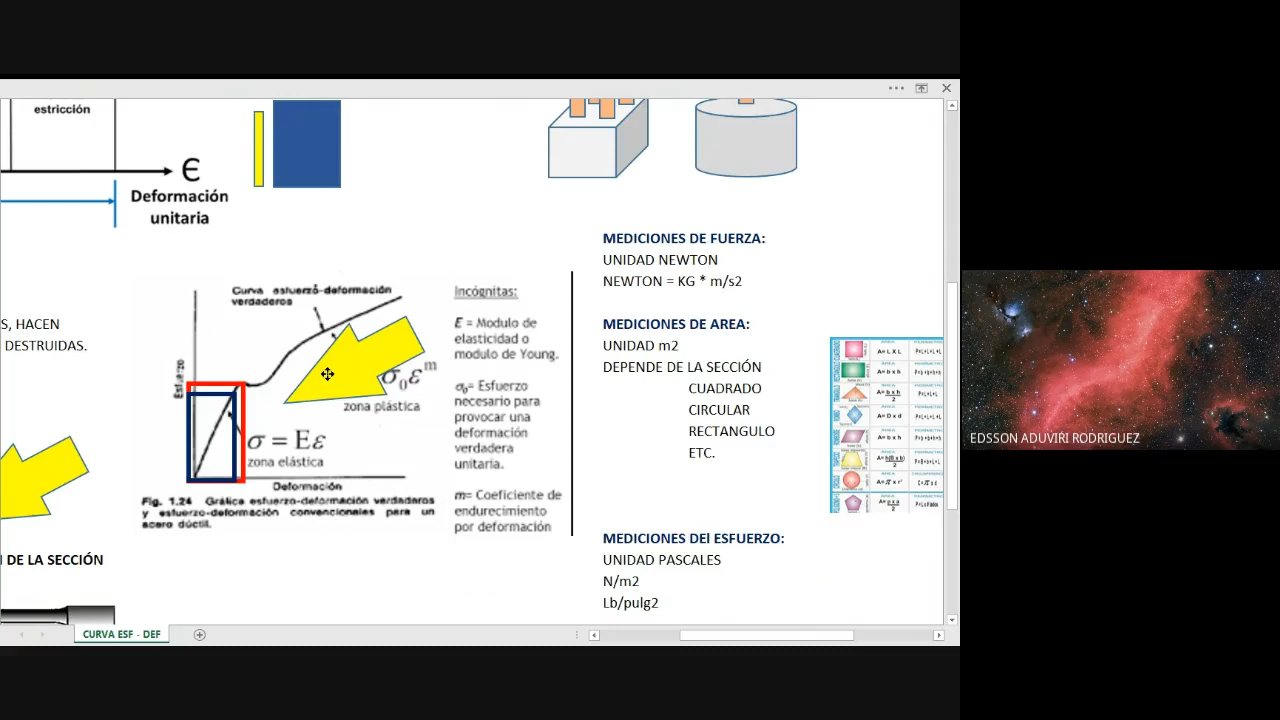 estricción
Є
Deformación
unitaria
S, HACEN
DESTRUIDAS.
DE LA SECCIÓN
Curva esfuerzo-deformación
verdaderos
Esfuerzo
σ₀εᵐ
zona plástica
σ = Eε
zona elástica
Deformación
Fig. 1.24 Gráfica esfuerzo-deformación verdaderos
y esfuerzo-deformación convencionales para un
acero dúctil.
Incógnitas:
E = Modulo de
elasticidad o
modulo de Young.
σ₀= Esfuerzo
necesario para
provocar una
deformación
verdadera
unitaria.
m= Coeficiente de
endurecimiento
por deformación
MEDICIONES DE FUERZA:
UNIDAD NEWTON
NEWTON = KG * m/s2
MEDICIONES DE AREA:
UNIDAD m2
DEPENDE DE LA SECCIÓN
CUADRADO
CIRCULAR
RECTANGULO
ETC.
MEDICIONES DEl ESFUERZO:
UNIDAD PASCALES
N/m2
Lb/pulg2
A= L X L
A= b x h
A= D x d
A= b x h
CURVA ESF - DEF
EDSSON ADUVIRI RODRIGUEZ